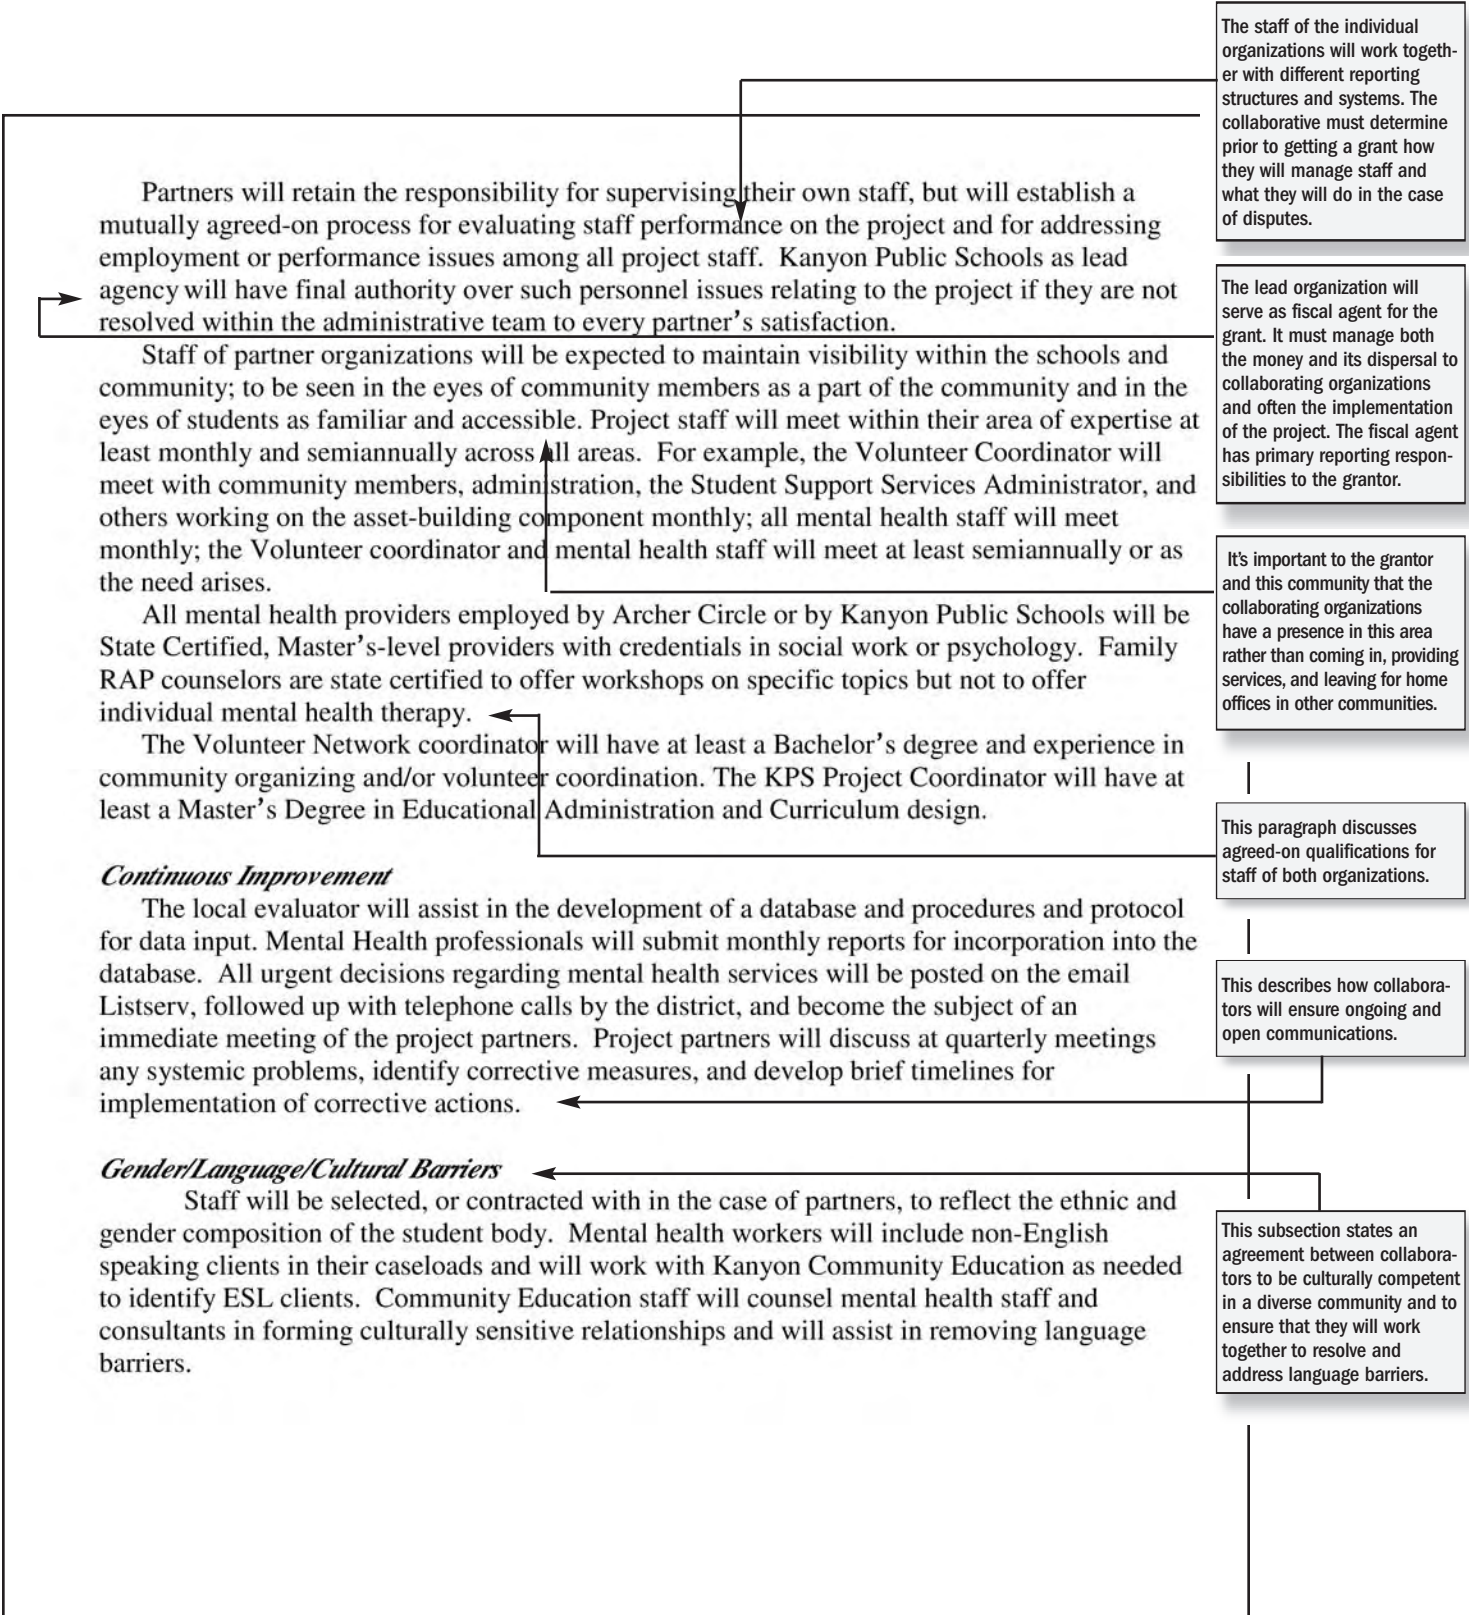 The staff of the individual
organizations will work togeth-
er with different reporting
structures and systems. The
collaborative must determine
prior to getting a grant how
they will manage staff and
what they will do in the case
of disputes.
Partners will retain the responsibility for supervising their own staff, but will establish a
mutually agreed-on process for evaluating staff performance on the project and for addressing
employment or performance issues among all project staff.  Kanyon Public Schools as lead
agency will have final authority over such personnel issues relating to the project if they are not
resolved within the administrative team to every partner's satisfaction.
The lead organization will
serve as fiscal agent for the
grant. It must manage both
the money and its dispersal to
collaborating organizations
and often the implementation
of the project. The fiscal agent
has primary reporting respon-
sibilities to the grantor.
Staff of partner organizations will be expected to maintain visibility within the schools and
community; to be seen in the eyes of community members as a part of the community and in the
eyes of students as familiar and accessible. Project staff will meet within their area of expertise at
least monthly and semiannually across all areas.  For example, the Volunteer Coordinator will
meet with community members, administration, the Student Support Services Administrator, and
others working on the asset-building component monthly; all mental health staff will meet
monthly; the Volunteer coordinator and mental health staff will meet at least semiannually or as
the need arises.
It's important to the grantor
and this community that the
collaborating organizations
have a presence in this area
rather than coming in, providing
services, and leaving for home
offices in other communities.
All mental health providers employed by Archer Circle or by Kanyon Public Schools will be
State Certified, Master's-level providers with credentials in social work or psychology.  Family
RAP counselors are state certified to offer workshops on specific topics but not to offer
individual mental health therapy.
The Volunteer Network coordinator will have at least a Bachelor's degree and experience in
community organizing and/or volunteer coordination. The KPS Project Coordinator will have at
least a Master's Degree in Educational Administration and Curriculum design.
This paragraph discusses
agreed-on qualifications for
staff of both organizations.
Continuous Improvement
The local evaluator will assist in the development of a database and procedures and protocol
for data input. Mental Health professionals will submit monthly reports for incorporation into the
database.  All urgent decisions regarding mental health services will be posted on the email
Listserv, followed up with telephone calls by the district, and become the subject of an
immediate meeting of the project partners.  Project partners will discuss at quarterly meetings
any systemic problems, identify corrective measures, and develop brief timelines for
implementation of corrective actions.
This describes how collabora-
tors will ensure ongoing and
open communications.
Gender/Language/Cultural Barriers
Staff will be selected, or contracted with in the case of partners, to reflect the ethnic and
gender composition of the student body.  Mental health workers will include non-English
speaking clients in their caseloads and will work with Kanyon Community Education as needed
to identify ESL clients.  Community Education staff will counsel mental health staff and
consultants in forming culturally sensitive relationships and will assist in removing language
barriers.
This subsection states an
agreement between collabora-
tors to be culturally competent
in a diverse community and to
ensure that they will work
together to resolve and
address language barriers.